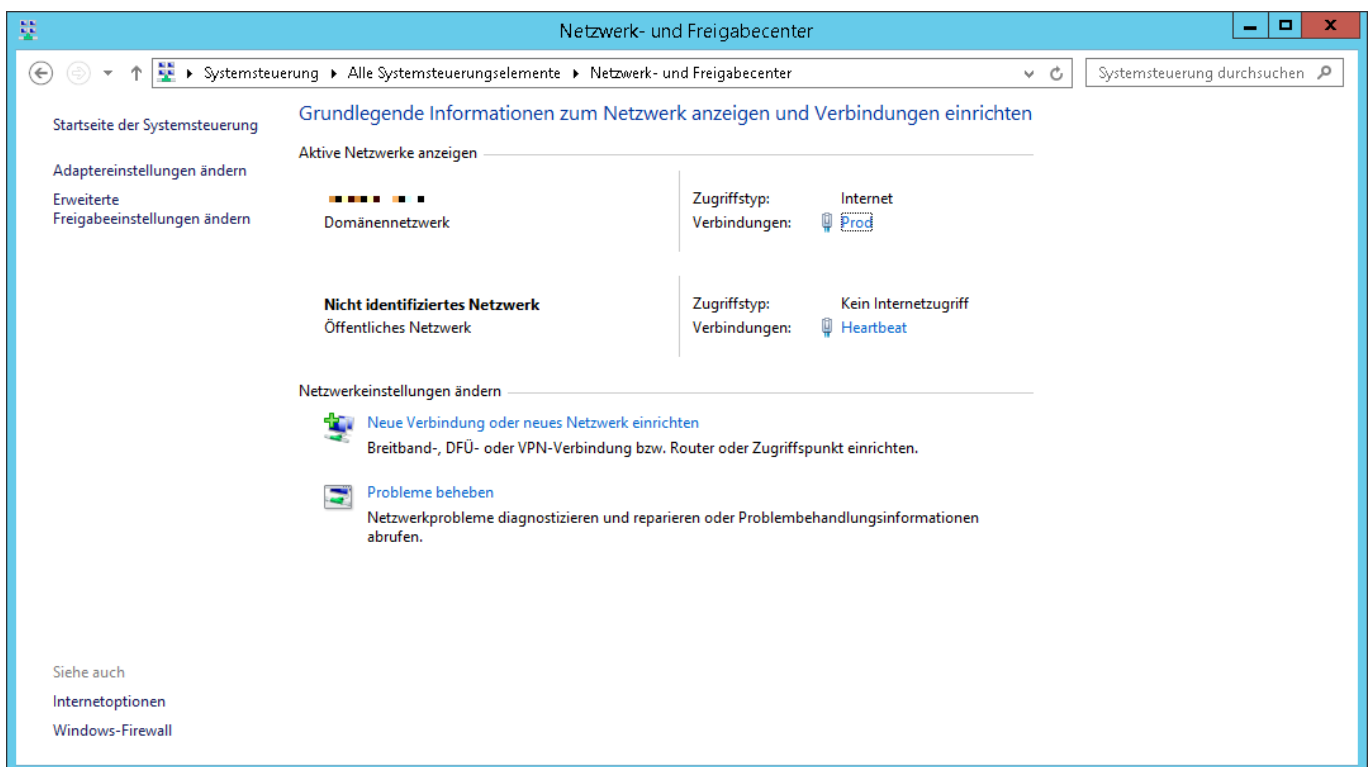 Netzwerk- und Freigabecenter
Systemsteuerung Alle Systemsteuerungselemente Netzwerk- und Freigabecenter
Systemsteuerung durchsuchen
Startseite der Systemsteuerung
Adaptereinstellungen ändern
Erweiterte
Freigabeeinstellungen ändern
Grundlegende Informationen zum Netzwerk anzeigen und Verbindungen einrichten
Aktive Netzwerke anzeigen
Domänennetzwerk
Zugriffstyp: Internet
Verbindungen: Prod
Nicht identifiziertes Netzwerk
Öffentliches Netzwerk
Zugriffstyp: Kein Internetzugriff
Verbindungen: Heartbeat
Netzwerkeinstellungen ändern
Neue Verbindung oder neues Netzwerk einrichten
Breitband-, DFÜ- oder VPN-Verbindung bzw. Router oder Zugriffspunkt einrichten.
Probleme beheben
Netzwerkprobleme diagnostizieren und reparieren oder Problembehandlungsinformationen
abrufen.
Siehe auch
Internetoptionen
Windows-Firewall